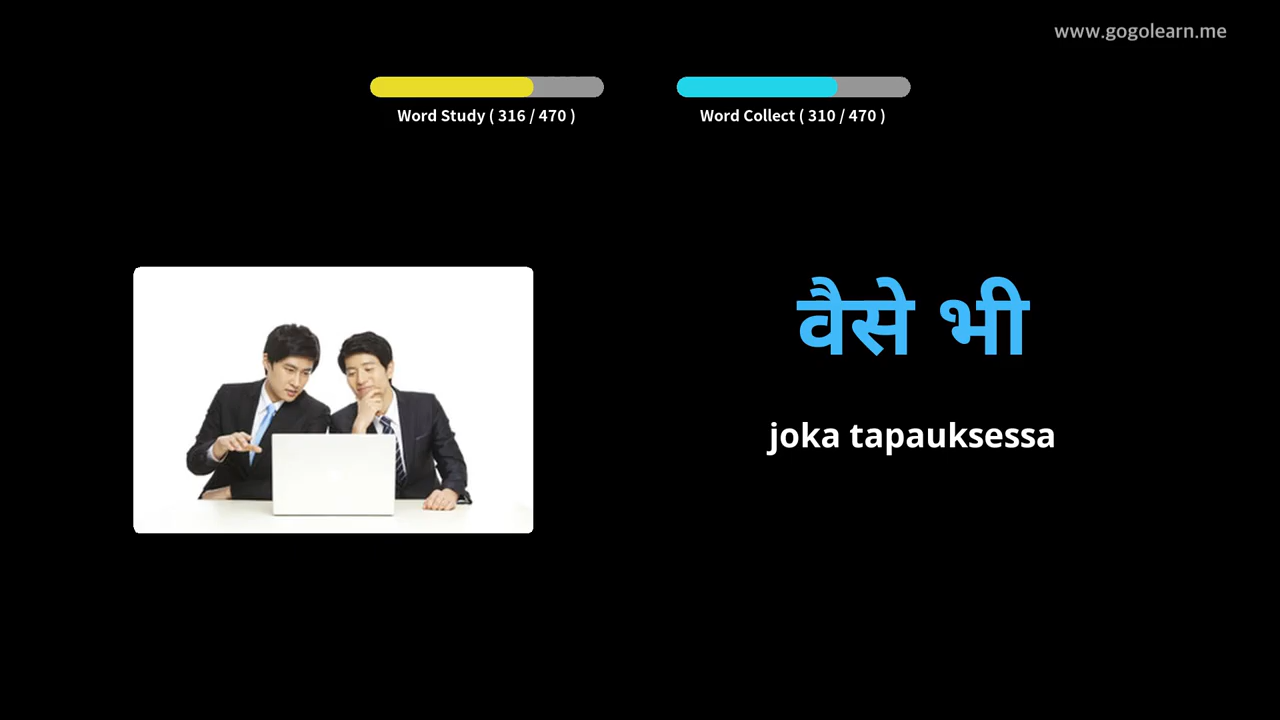 www.gogolearn.me
Word Study ( 316 / 470 )
Word Collect ( 310 / 470 )
वैसे भी
joka tapauksessa